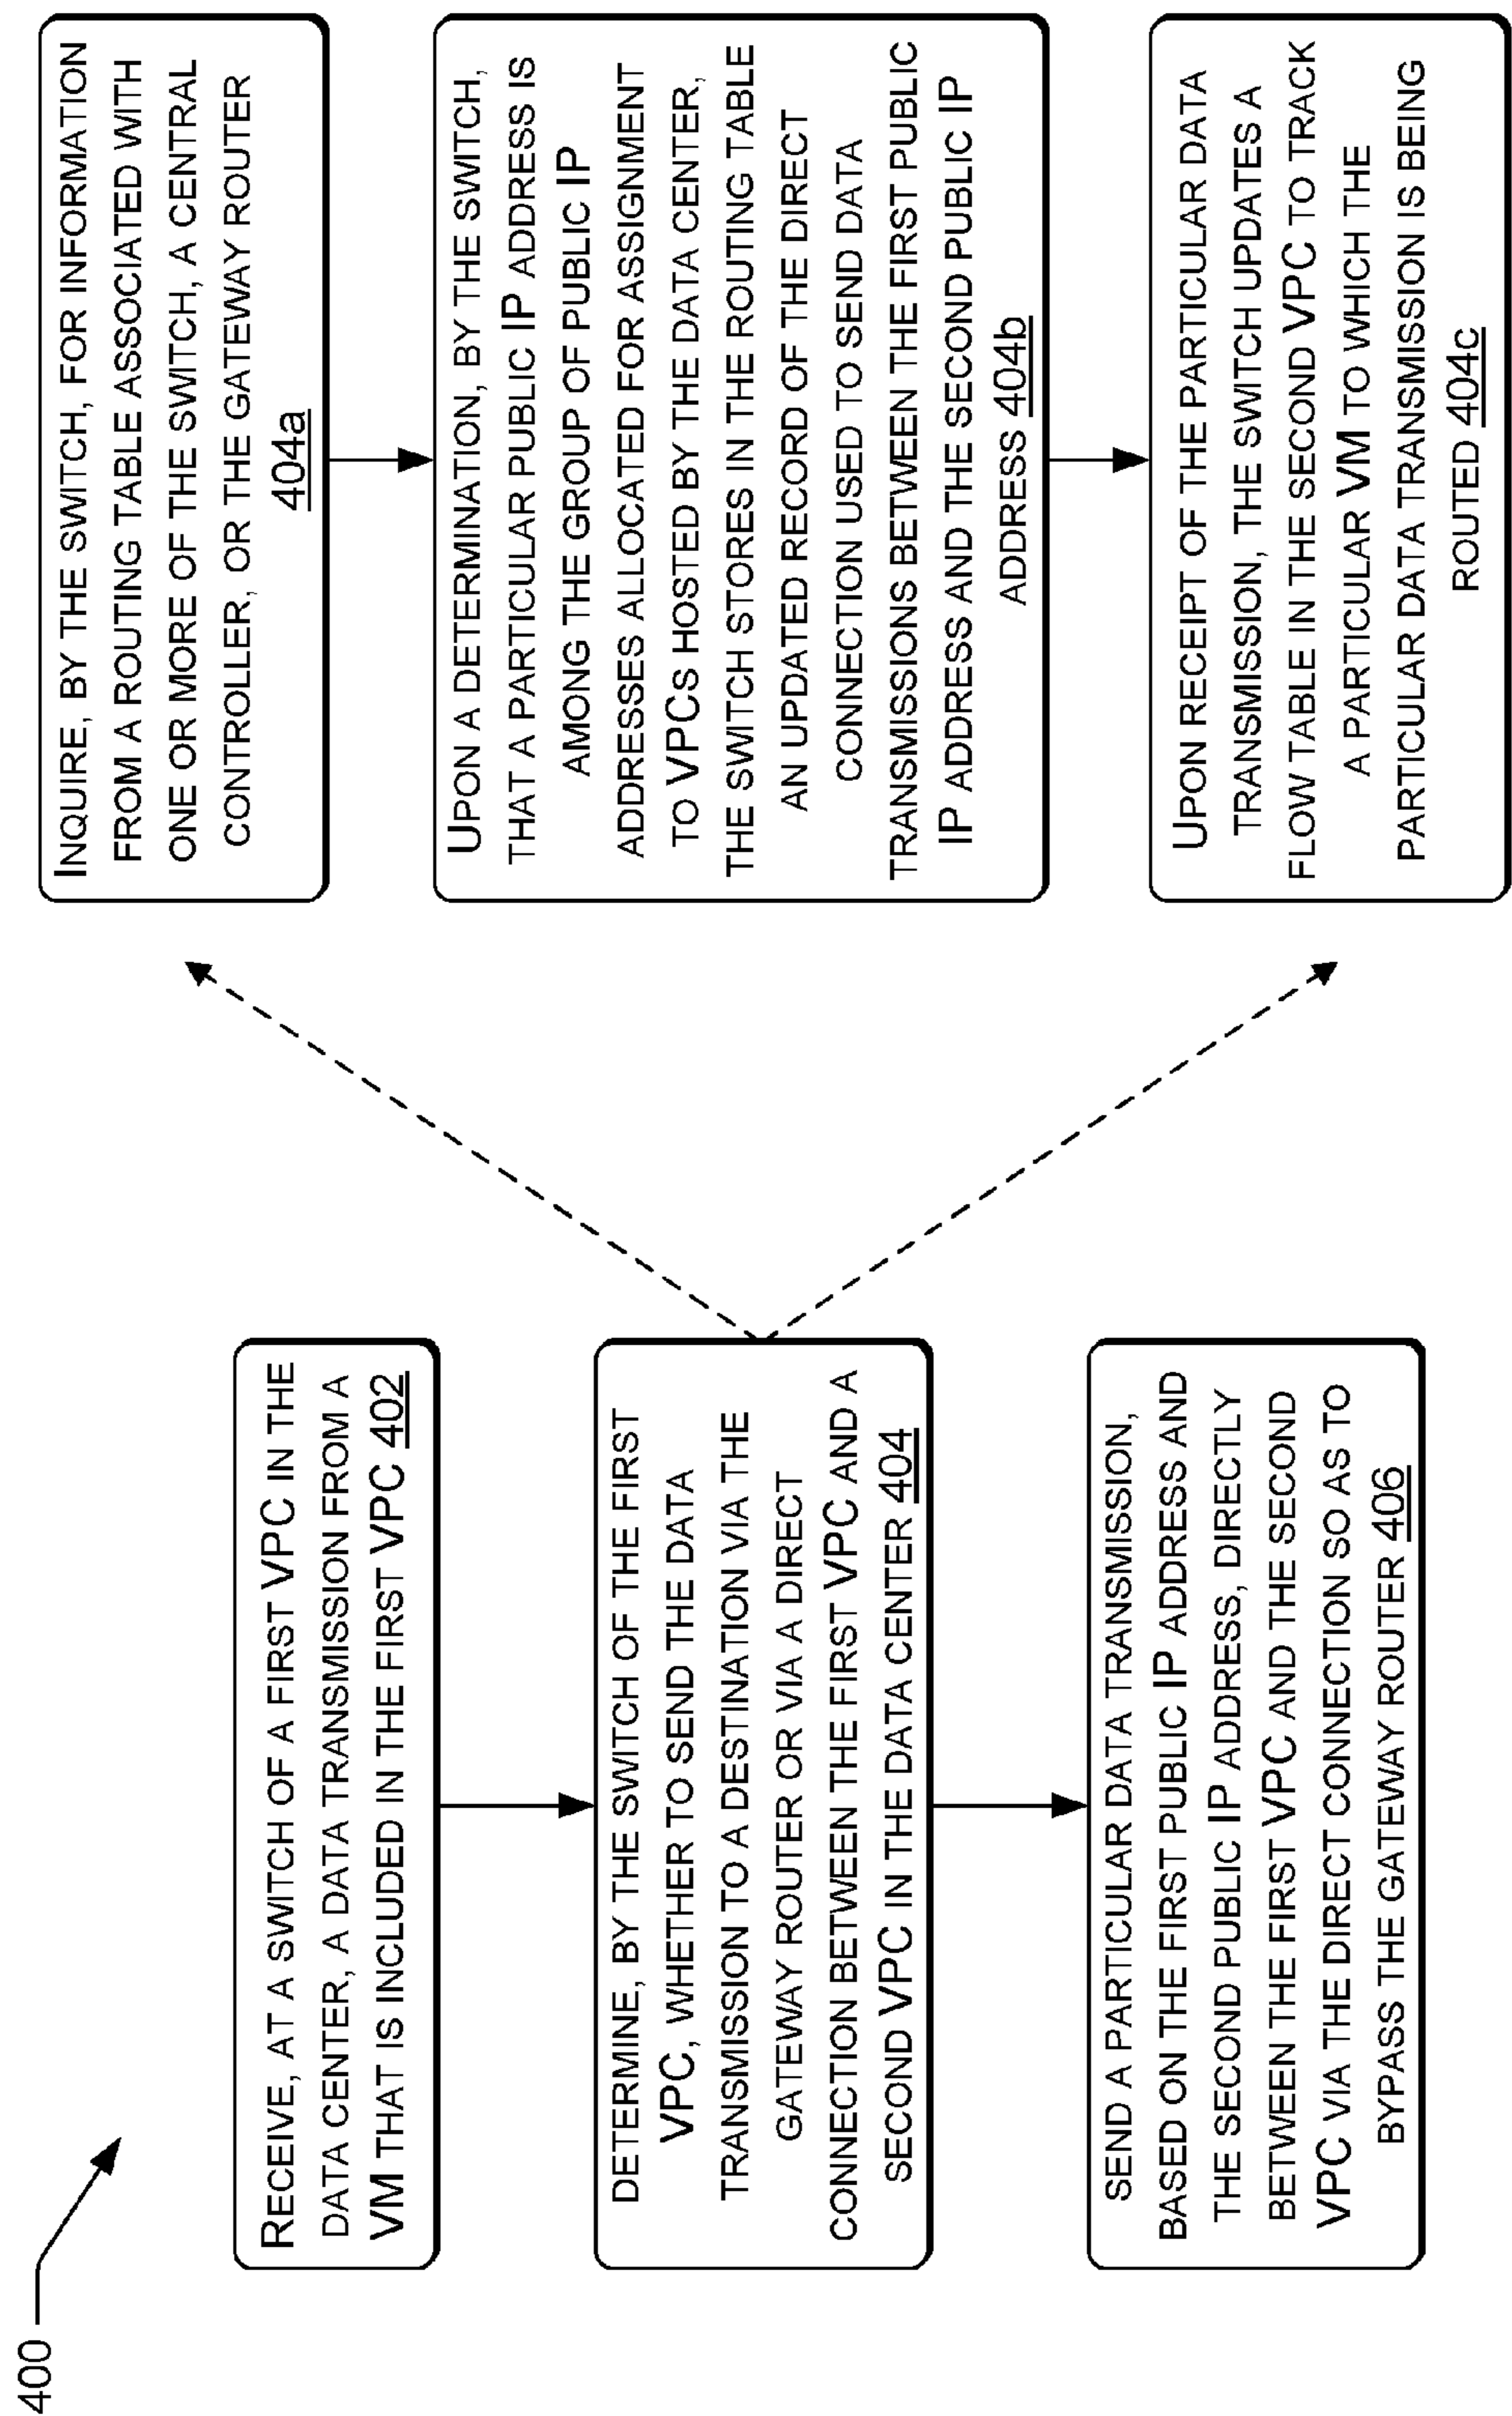 400
RECEIVE, AT A SWITCH OF A FIRST VPC IN THE
DATA CENTER, A DATA TRANSMISSION FROM A
VM THAT IS INCLUDED IN THE FIRST VPC 402
DETERMINE, BY THE SWITCH OF THE FIRST
VPC, WHETHER TO SEND THE DATA
TRANSMISSION TO A DESTINATION VIA THE
GATEWAY ROUTER OR VIA A DIRECT
CONNECTION BETWEEN THE FIRST VPC AND A
SECOND VPC IN THE DATA CENTER 404
SEND A PARTICULAR DATA TRANSMISSION,
BASED ON THE FIRST PUBLIC IP ADDRESS AND
THE SECOND PUBLIC IP ADDRESS, DIRECTLY
BETWEEN THE FIRST VPC AND THE SECOND
VPC VIA THE DIRECT CONNECTION SO AS TO
BYPASS THE GATEWAY ROUTER 406
INQUIRE, BY THE SWITCH, FOR INFORMATION
FROM A ROUTING TABLE ASSOCIATED WITH
ONE OR MORE OF THE SWITCH, A CENTRAL
CONTROLLER, OR THE GATEWAY ROUTER
404a
UPON A DETERMINATION, BY THE SWITCH,
THAT A PARTICULAR PUBLIC IP ADDRESS IS
AMONG THE GROUP OF PUBLIC IP
ADDRESSES ALLOCATED FOR ASSIGNMENT
TO VPCS HOSTED BY THE DATA CENTER,
THE SWITCH STORES IN THE ROUTING TABLE
AN UPDATED RECORD OF THE DIRECT
CONNECTION USED TO SEND DATA
TRANSMISSIONS BETWEEN THE FIRST PUBLIC
IP ADDRESS AND THE SECOND PUBLIC IP
ADDRESS 404b
UPON RECEIPT OF THE PARTICULAR DATA
TRANSMISSION, THE SWITCH UPDATES A
FLOW TABLE IN THE SECOND VPC TO TRACK
A PARTICULAR VM TO WHICH THE
PARTICULAR DATA TRANSMISSION IS BEING
ROUTED 404c